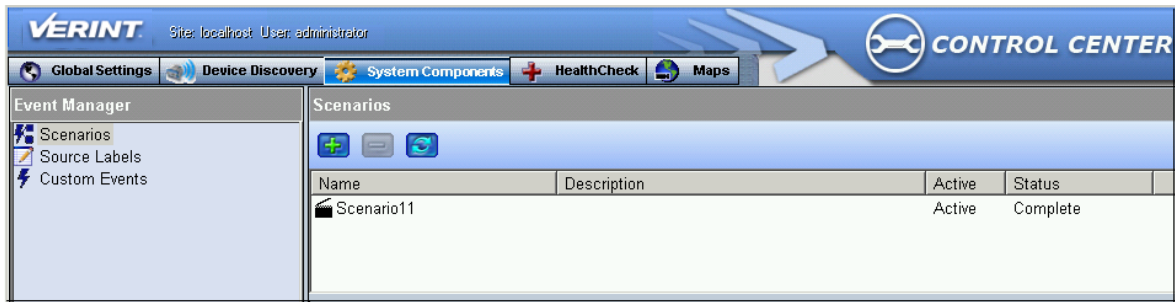 VERINT. Site: localhost User: administrator
CONTROL CENTER
Global Settings Device Discovery System Components HealthCheck Maps
Event Manager
Scenarios
Source Labels
Custom Events
Scenarios
Name Description Active Status
Scenario11 Active Complete